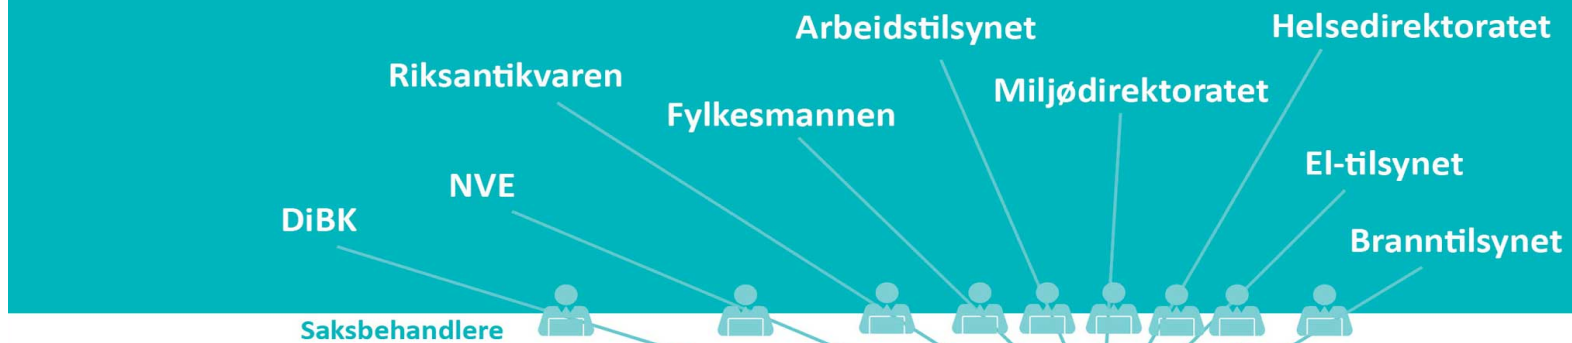 Arbeidstilsynet
Helsedirektoratet
Riksantikvaren
Miljødirektoratet
Fylkesmannen
El-tilsynet
NVE
DiBK
Branntilsynet
Saksbehandlere